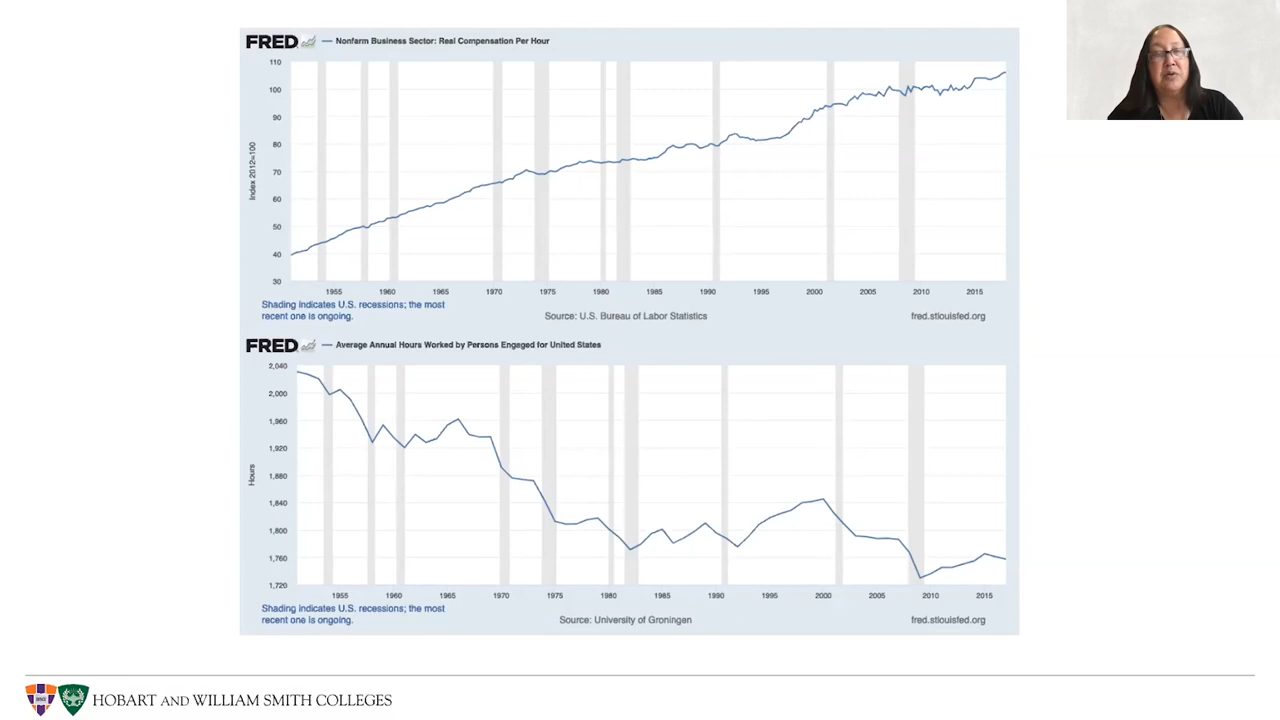 FRED — Nonfarm Business Sector: Real Compensation Per Hour
110
100
90
80
70
60
50
40
30
Index 2012=100
1955 1960 1965 1970 1975 1980 1985 1990 1995 2000 2005 2010 2015
Shading indicates U.S. recessions; the most
recent one is ongoing.
Source: U.S. Bureau of Labor Statistics
fred.stlouisfed.org
FRED — Average Annual Hours Worked by Persons Engaged for United States
2,040
2,000
1,960
1,920
1,880
1,840
1,800
1,760
1,720
Hours
1955 1960 1965 1970 1975 1980 1985 1990 1995 2000 2005 2010 2015
Shading indicates U.S. recessions; the most
recent one is ongoing.
Source: University of Groningen
fred.stlouisfed.org
HOBART AND WILLIAM SMITH COLLEGES